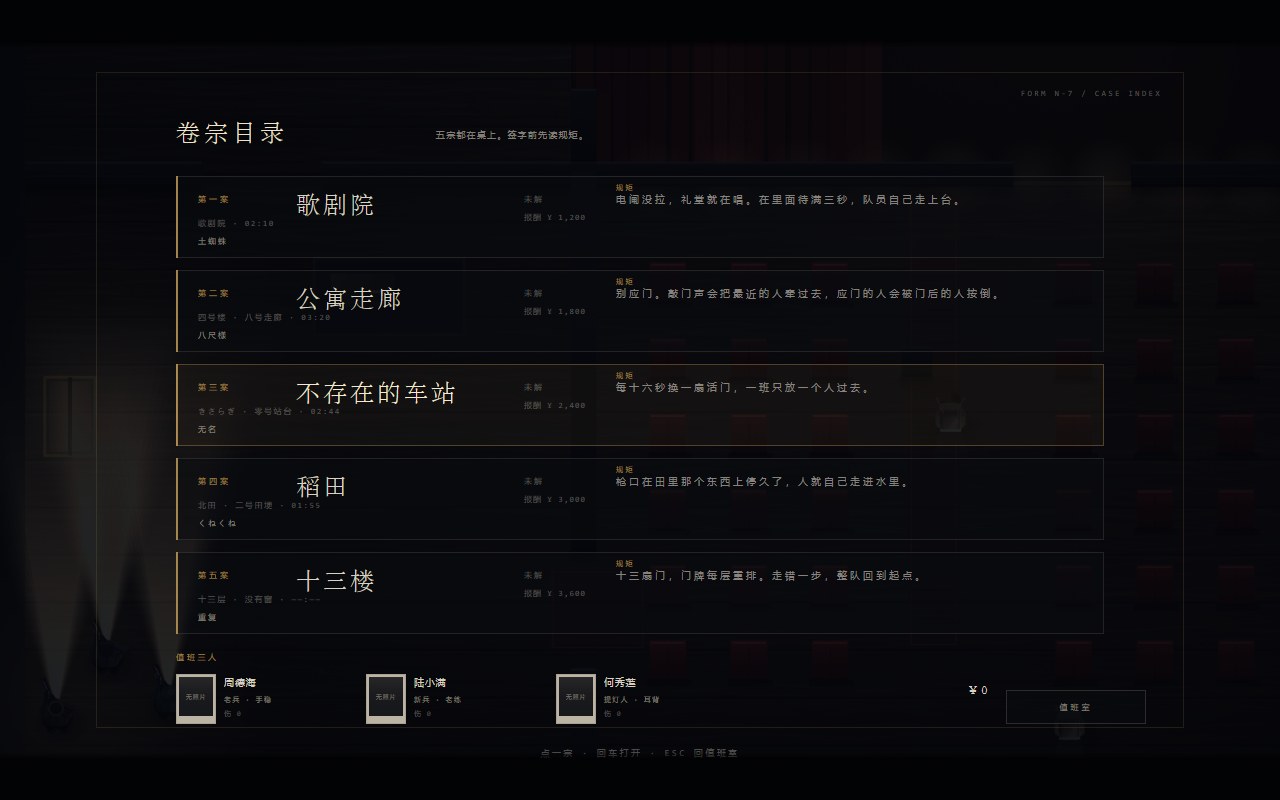 FORM N-7 / CASE INDEX
卷宗目录
五宗都在桌上。签字前先读规矩。
第一案
歌剧院
歌剧院 · 02:10
土蜘蛛
未解
报酬 ¥ 1,200
规矩
电闸没拉，礼堂就在唱。在里面待满三秒，队员自己走上台。
第二案
公寓走廊
四号楼 · 八号走廊 · 03:20
八尺様
未解
报酬 ¥ 1,800
规矩
别应门。敲门声会把最近的人牵过去，应门的人会被门后的人按倒。
第三案
不存在的车站
きさらぎ · 零号站台 · 02:44
无名
未解
报酬 ¥ 2,400
规矩
每十六秒换一扇活门，一班只放一个人过去。
第四案
稻田
北田 · 二号田埂 · 01:55
くねくね
未解
报酬 ¥ 3,000
规矩
枪口在田里那个东西上停久了，人就自己走进水里。
第五案
十三楼
十三层 · 没有窗 · --:--
重复
未解
报酬 ¥ 3,600
规矩
十三扇门，门牌每层重排。走错一步，整队回到起点。
值班三人
无照片
周德海
老兵 · 手稳
伤 0
无照片
陆小满
新兵 · 老练
伤 0
无照片
何秀莲
提灯人 · 耳背
伤 0
¥ 0
值班室
点一宗 · 回车打开 · ESC 回值班室